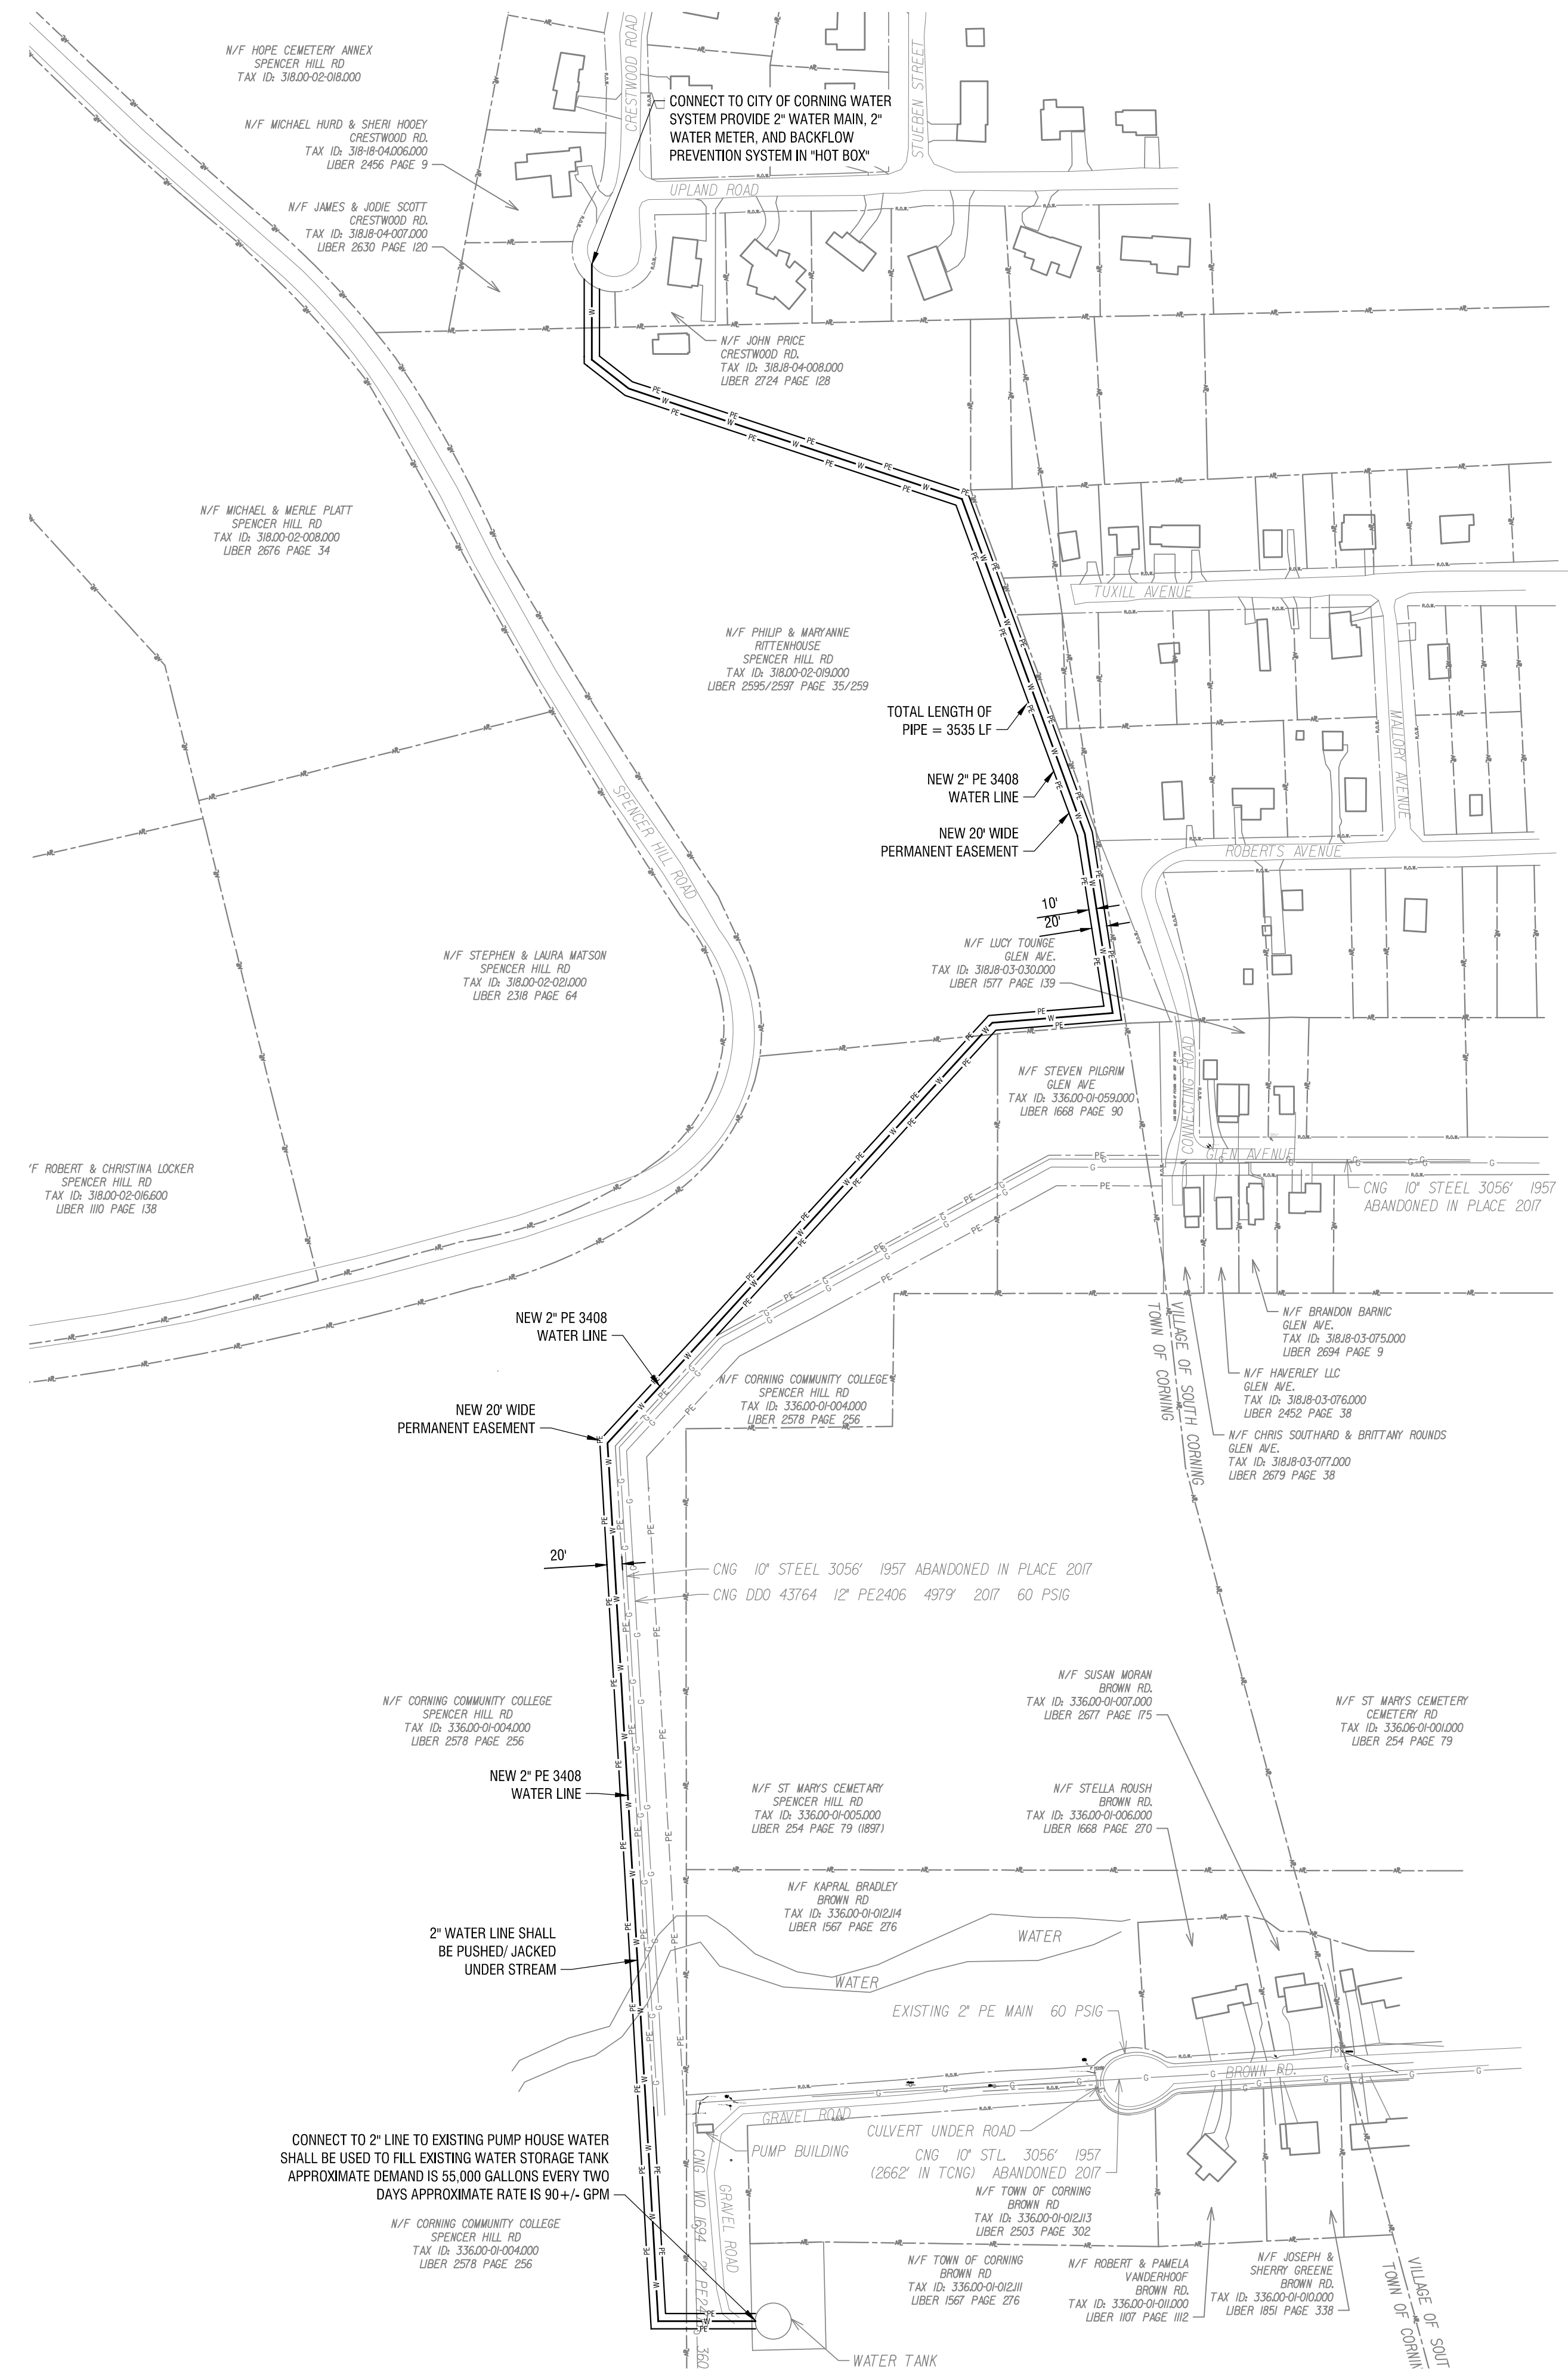 N/F HOPE CEMETERY ANNEX
SPENCER HILL RD
TAX ID: 318.00-02-018.000
CRESTWOOD ROAD
STUEBEN STREET
CONNECT TO CITY OF CORNING WATER
SYSTEM PROVIDE 2" WATER MAIN, 2"
WATER METER, AND BACKFLOW
PREVENTION SYSTEM IN "HOT BOX"
N/F MICHAEL HURD & SHERI HOOEY
CRESTWOOD RD.
TAX ID: 318-18-04.006.000
LIBER 2456 PAGE 9
UPLAND ROAD
N/F JAMES & JODIE SCOTT
CRESTWOOD RD.
TAX ID: 318.18-04-007.000
LIBER 2630 PAGE 120
N/F JOHN PRICE
CRESTWOOD RD.
TAX ID: 318.18-04-008.000
LIBER 2724 PAGE 128
N/F MICHAEL & MERLE PLATT
SPENCER HILL RD
TAX ID: 318.00-02-008.000
LIBER 2676 PAGE 34
TUXILL AVENUE
N/F PHILIP & MARYANNE
RITTENHOUSE
SPENCER HILL RD
TAX ID: 318.00-02-019.000
LIBER 2595/2597 PAGE 35/259
TOTAL LENGTH OF
PIPE = 3535 LF
MALLORY AVENUE
NEW 2" PE 3408
WATER LINE
SPENCER HILL ROAD
NEW 20' WIDE
PERMANENT EASEMENT
ROBERTS AVENUE
10'
20'
N/F LUCY TOUNGE
GLEN AVE.
TAX ID: 318.18-03-030.000
LIBER 1577 PAGE 139
N/F STEPHEN & LAURA MATSON
SPENCER HILL RD
TAX ID: 318.00-02-021.000
LIBER 2318 PAGE 64
N/F STEVEN PILGRIM
GLEN AVE
TAX ID: 336.00-01-059.000
LIBER 1668 PAGE 90
CONNECTING ROAD
GLEN AVENUE
'F ROBERT & CHRISTINA LOCKER
SPENCER HILL RD
TAX ID: 318.00-02-016.600
LIBER 1110 PAGE 138
CNG 10" STEEL 3056' 1957
ABANDONED IN PLACE 2017
VILLAGE OF SOUTH CORNING
TOWN OF CORNING
N/F BRANDON BARNIC
GLEN AVE.
TAX ID: 318.18-03-075.000
LIBER 2694 PAGE 9
NEW 2" PE 3408
WATER LINE
N/F HAVERLEY LLC
GLEN AVE.
TAX ID: 318.18-03-076.000
LIBER 2452 PAGE 38
N/F CORNING COMMUNITY COLLEGE
SPENCER HILL RD
TAX ID: 336.00-01-004.000
LIBER 2578 PAGE 256
NEW 20' WIDE
PERMANENT EASEMENT
N/F CHRIS SOUTHARD & BRITTANY ROUNDS
GLEN AVE.
TAX ID: 318.18-03-077.000
LIBER 2679 PAGE 38
20'
CNG 10" STEEL 3056' 1957 ABANDONED IN PLACE 2017
CNG DDO 43764 12" PE2406 4979' 2017 60 PSIG
N/F SUSAN MORAN
BROWN RD.
TAX ID: 336.00-01-007.000
LIBER 2677 PAGE 175
N/F CORNING COMMUNITY COLLEGE
SPENCER HILL RD
TAX ID: 336.00-01-004.000
LIBER 2578 PAGE 256
N/F ST MARYS CEMETERY
CEMETERY RD
TAX ID: 336.06-01-001.000
LIBER 254 PAGE 79
NEW 2" PE 3408
WATER LINE
N/F ST MARYS CEMETARY
SPENCER HILL RD
TAX ID: 336.00-01-005.000
LIBER 254 PAGE 79 (1897)
N/F STELLA ROUSH
BROWN RD.
TAX ID: 336.00-01-006.000
LIBER 1668 PAGE 270
N/F KAPRAL BRADLEY
BROWN RD
TAX ID: 336.00-01-012.114
LIBER 1567 PAGE 276
2" WATER LINE SHALL
BE PUSHED/ JACKED
UNDER STREAM
WATER
WATER
EXISTING 2" PE MAIN 60 PSIG
BROWN RD.
GRAVEL ROAD
CULVERT UNDER ROAD
PUMP BUILDING
CNG 10" STL. 3056' 1957
(2662' IN TCNG) ABANDONED 2017
CONNECT TO 2" LINE TO EXISTING PUMP HOUSE WATER
SHALL BE USED TO FILL EXISTING WATER STORAGE TANK
APPROXIMATE DEMAND IS 55,000 GALLONS EVERY TWO
DAYS APPROXIMATE RATE IS 90+/- GPM
CNG WO 1694
GRAVEL ROAD
N/F TOWN OF CORNING
BROWN RD
TAX ID: 336.00-01-012.113
LIBER 2503 PAGE 302
N/F CORNING COMMUNITY COLLEGE
SPENCER HILL RD
TAX ID: 336.00-01-004.000
LIBER 2578 PAGE 256
N/F TOWN OF CORNING
BROWN RD
TAX ID: 336.00-01-012.111
LIBER 1567 PAGE 276
N/F ROBERT & PAMELA
VANDERHOOF
BROWN RD.
TAX ID: 336.00-01-011.000
LIBER 1107 PAGE 1112
N/F JOSEPH &
SHERRY GREENE
BROWN RD.
TAX ID: 336.00-01-010.000
LIBER 1851 PAGE 338
VILLAGE OF SOUT
TOWN OF CORNIN
WATER TANK